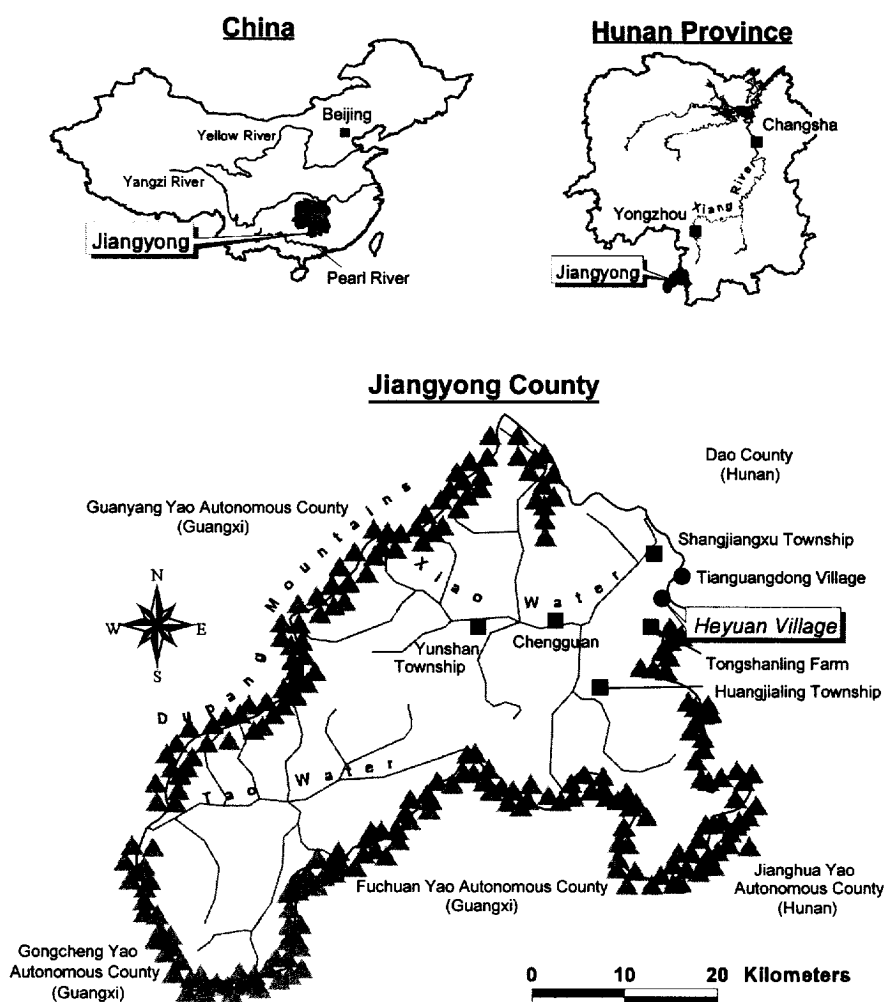 China
Beijing
Yellow River
Yangzi River
Jiangyong
Pearl River
Hunan Province
Changsha
Xiang River
Yongzhou
Jiangyong
Jiangyong County
Dao County
(Hunan)
Guanyang Yao Autonomous County
(Guangxi)
Dupang Mountains
Xiao Water
Shangjiangxu Township
Tianguangdong Village
Heyuan Village
Tongshanling Farm
Huangjialing Township
Yunshan
Township
Chengguan
N
W E
S
Tao Water
Fuchuan Yao Autonomous County
(Guangxi)
Jianghua Yao
Autonomous County
(Hunan)
Gongcheng Yao
Autonomous County
(Guangxi)
0 10 20 Kilometers